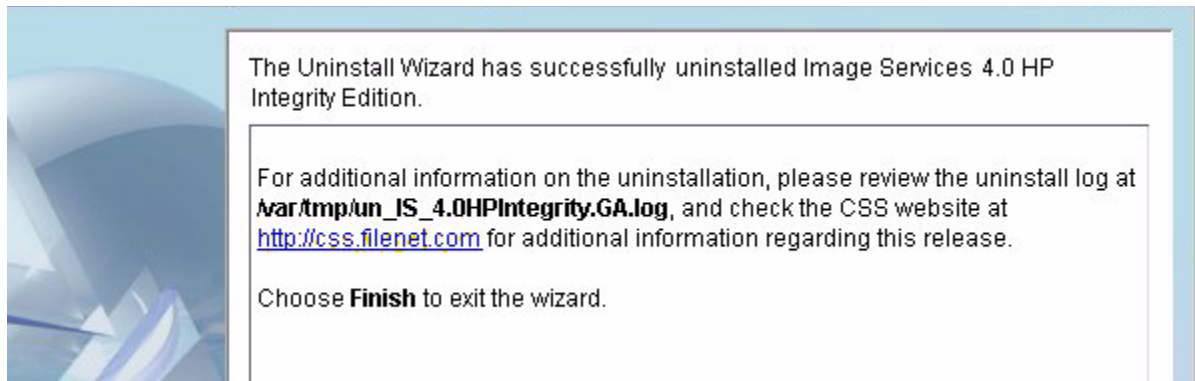 The Uninstall Wizard has successfully uninstalled Image Services 4.0 HP
Integrity Edition.
For additional information on the uninstallation, please review the uninstall log at
/var/tmp/un_IS_4.0HPIntegrity.GA.log, and check the CSS website at
http://css.filenet.com for additional information regarding this release.
Choose Finish to exit the wizard.